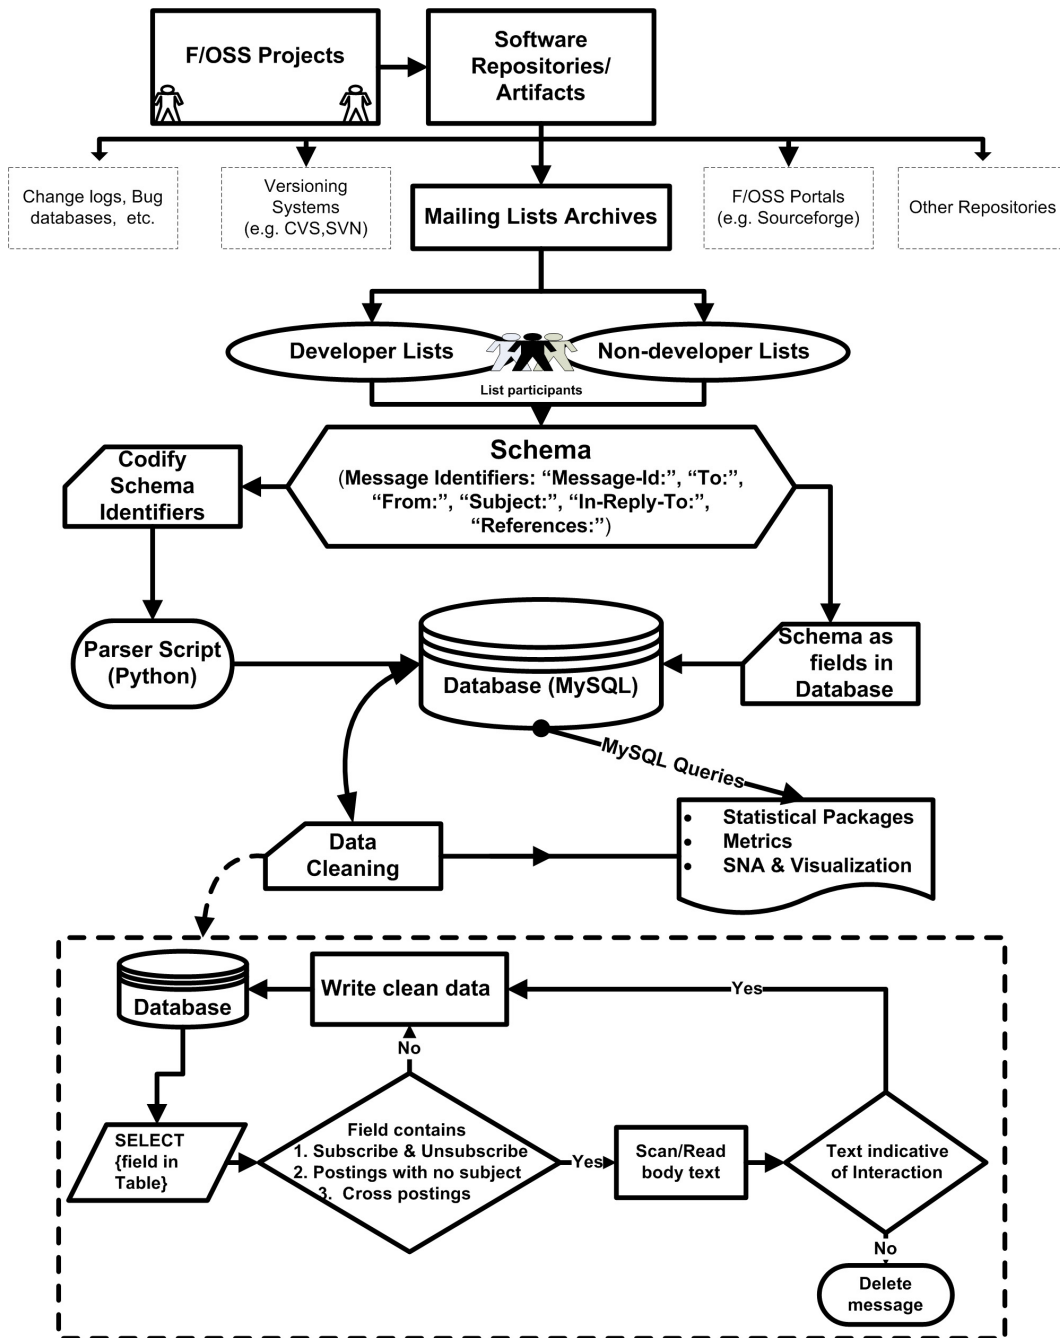 F/OSS Projects
Software
Repositories/
Artifacts
Change logs, Bug
databases,  etc.
Versioning
Systems
(e.g. CVS,SVN)
Mailing Lists Archives
F/OSS Portals
(e.g. Sourceforge)
Other Repositories
Developer Lists
Non-developer Lists
List participants
Schema
(Message Identifiers: “Message-Id:”, “To:”,
“From:”, “Subject:”, “In-Reply-To:”,
“References:”)
Codify
Schema
Identifiers
Parser Script
(Python)
Database (MySQL)
Schema as
fields in
Database
MySQL Queries
• Statistical Packages
• Metrics
• SNA & Visualization
Data
Cleaning
Database
Write clean data
Yes
No
SELECT
{field in
Table}
Field contains
1. Subscribe & Unsubscribe
2. Postings with no subject
3.  Cross postings
Yes
Scan/Read
body text
Text indicative
of Interaction
No
Delete
message